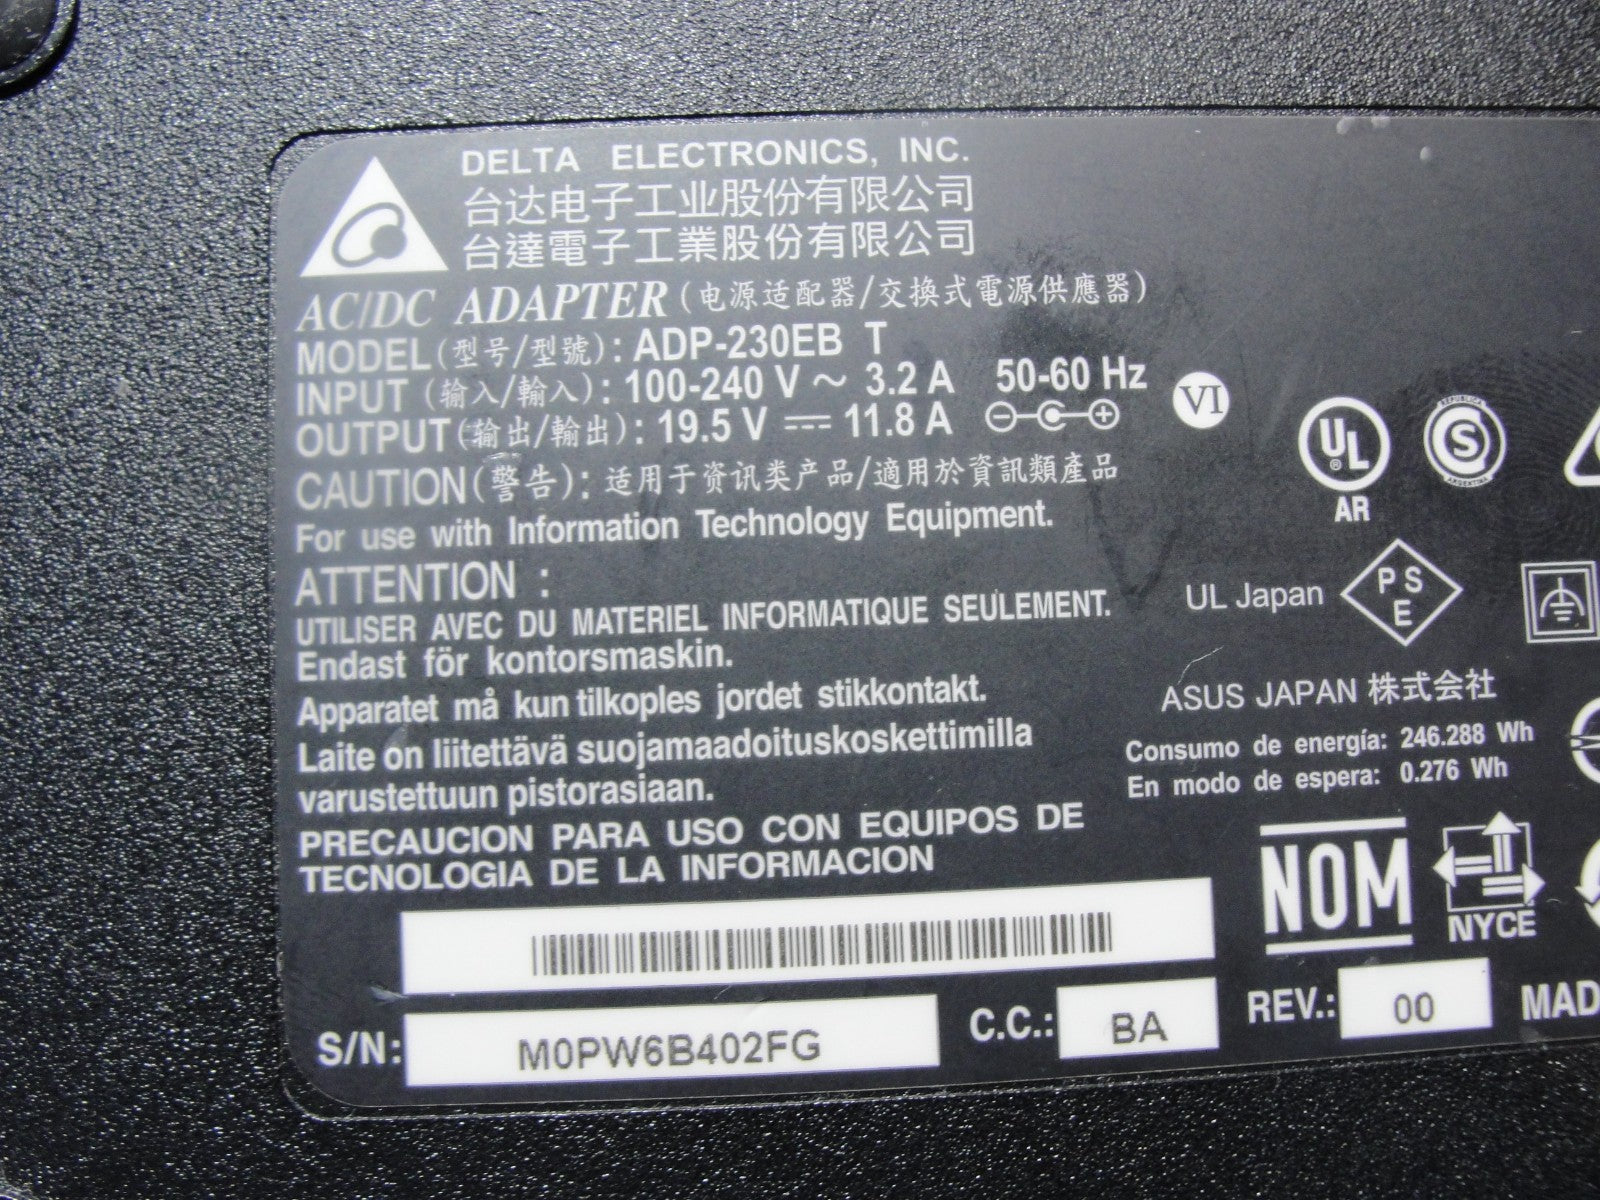 DELTA ELECTRONICS, INC.
台达电子工业股份有限公司
台達電子工業股份有限公司
AC/DC ADAPTER (电源适配器/交換式電源供應器)
MODEL(型号/型號): ADP-230EB T
INPUT (输入/輸入): 100-240 V ~ 3.2 A 50-60 Hz
OUTPUT(输出/輸出): 19.5 V ⎓ 11.8 A
VI
CAUTION(警告): 适用于资讯类产品/適用於資訊類產品
For use with Information Technology Equipment.
ATTENTION :
UTILISER AVEC DU MATERIEL INFORMATIQUE SEULEMENT.
Endast för kontorsmaskin.
Apparatet må kun tilkoples jordet stikkontakt.
Laite on liitettävä suojamaadoituskoskettimilla
varustettuun pistorasiaan.
PRECAUCION PARA USO CON EQUIPOS DE
TECNOLOGIA DE LA INFORMACION
UL ®
AR
REPUBLICA
S
ARGENTINA
UL Japan
PS
E
ASUS JAPAN 株式会社
Consumo de energía: 246.288 Wh
En modo de espera: 0.276 Wh
NOM
NYCE
S/N: M0PW6B402FG
C.C.: BA
REV.: 00
MAD